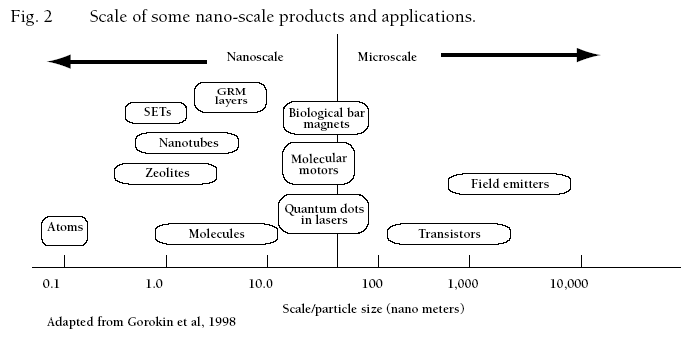 Fig. 2 Scale of some nano-scale products and applications.
Nanoscale Microscale
GRM
layers
SETs
Biological bar
magnets
Nanotubes
Molecular
motors
Zeolites
Field emitters
Quantum dots
in lasers
Atoms
Molecules
Transistors
0.1 1.0 10.0 100 1,000 10,000
Scale/particle size (nano meters)
Adapted from Gorokin et al, 1998